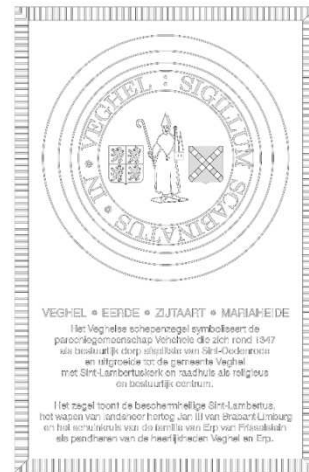 SIGILLUM SCABINATUS • IN • VEGHEL
VEGHEL • EERDE • ZIJTAART • MARIAHEIDE
Het Veghelse schepenzegel symboliseert de
parochiegemeenschap Vehchele die zich rond 1347
als bestuurlijk dorp afsplitste van Sint-Oedenrode
en uitgroeide tot de gemeente Veghel
met Sint-Lambertuskerk en raadhuis als religieus
en bestuurlijk centrum.
Het zegel toont de beschermheilige Sint-Lambertus,
het wapen van landsheer hertog Jan III van Brabant-Limburg
en het schuinkruis van de familie van Erp van Frisselstein
als pandheren van de heerlijkheden Veghel en Erp.